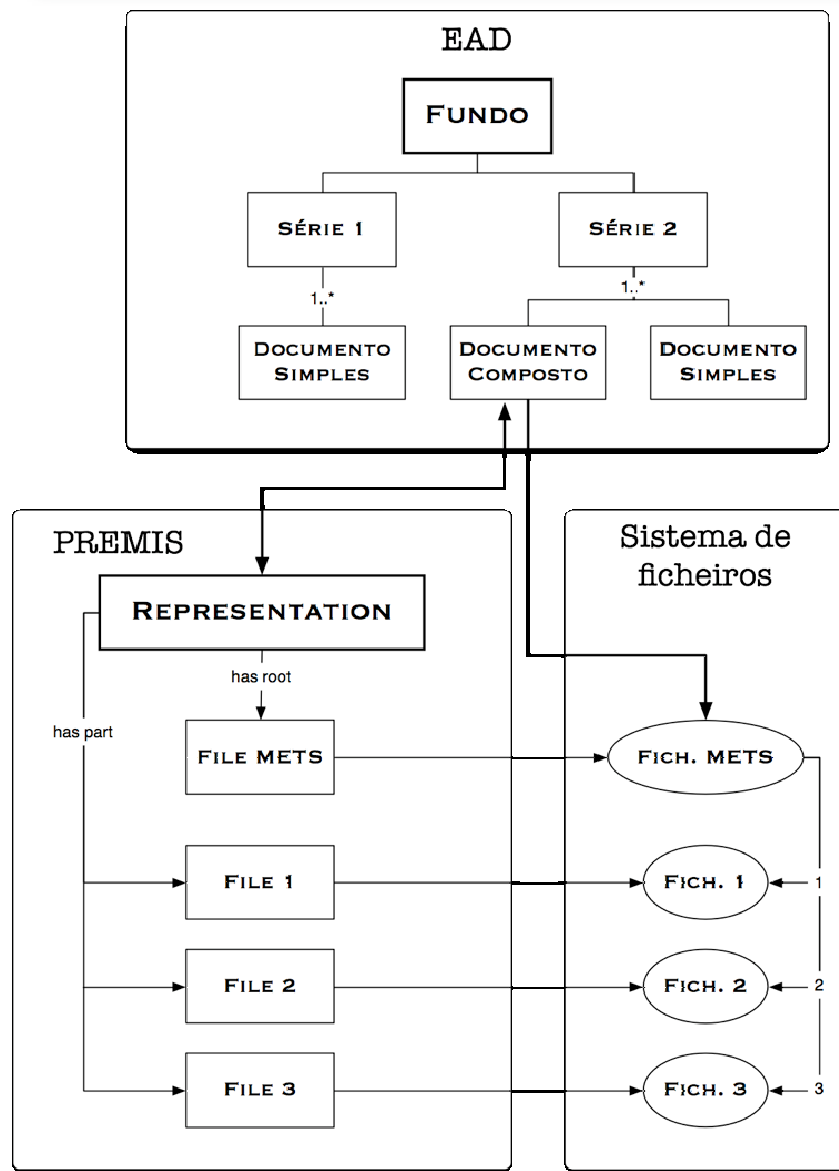 EAD
FUNDO
SÉRIE 1
SÉRIE 2
1..*
1..*
DOCUMENTO
SIMPLES
DOCUMENTO
COMPOSTO
DOCUMENTO
SIMPLES
PREMIS
REPRESENTATION
has root
has part
FILE METS
FILE 1
FILE 2
FILE 3
Sistema de
ficheiros
FICH. METS
FICH. 1
1
FICH. 2
2
FICH. 3
3